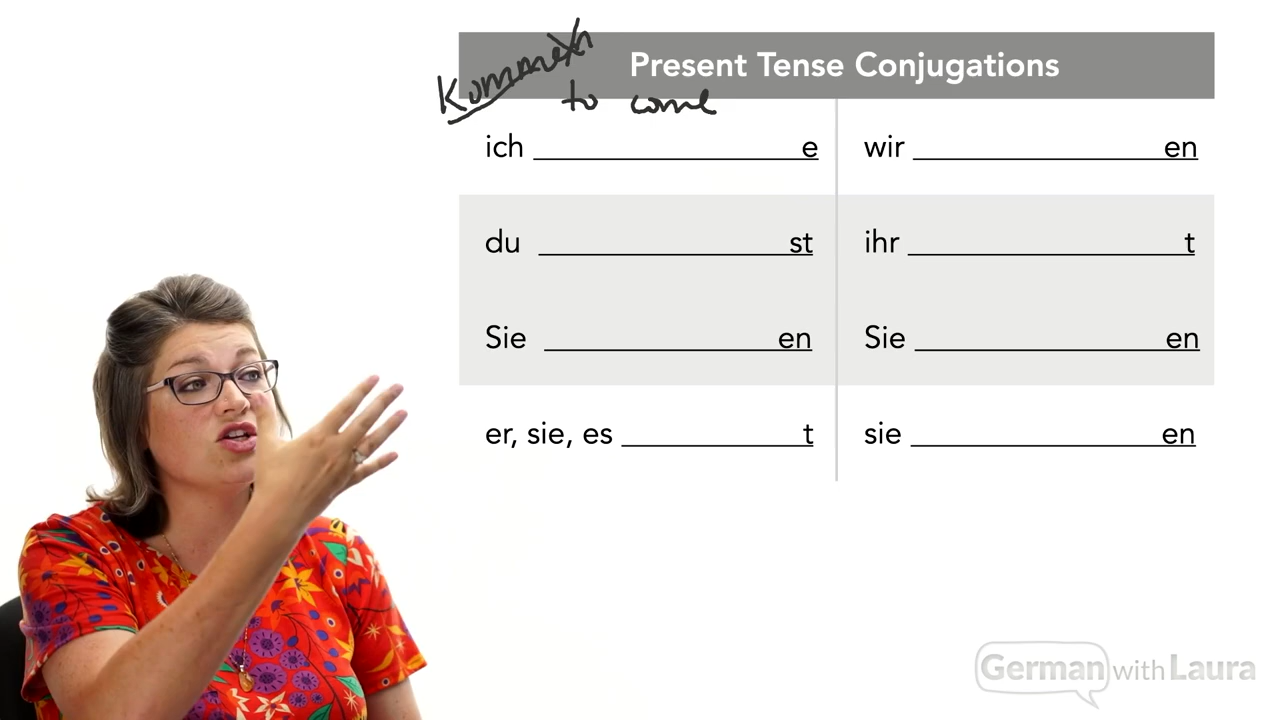 Present Tense Conjugations
kommen
to come
ich e wir en
du st ihr t
Sie en Sie en
er, sie, es t sie en
German with Laura